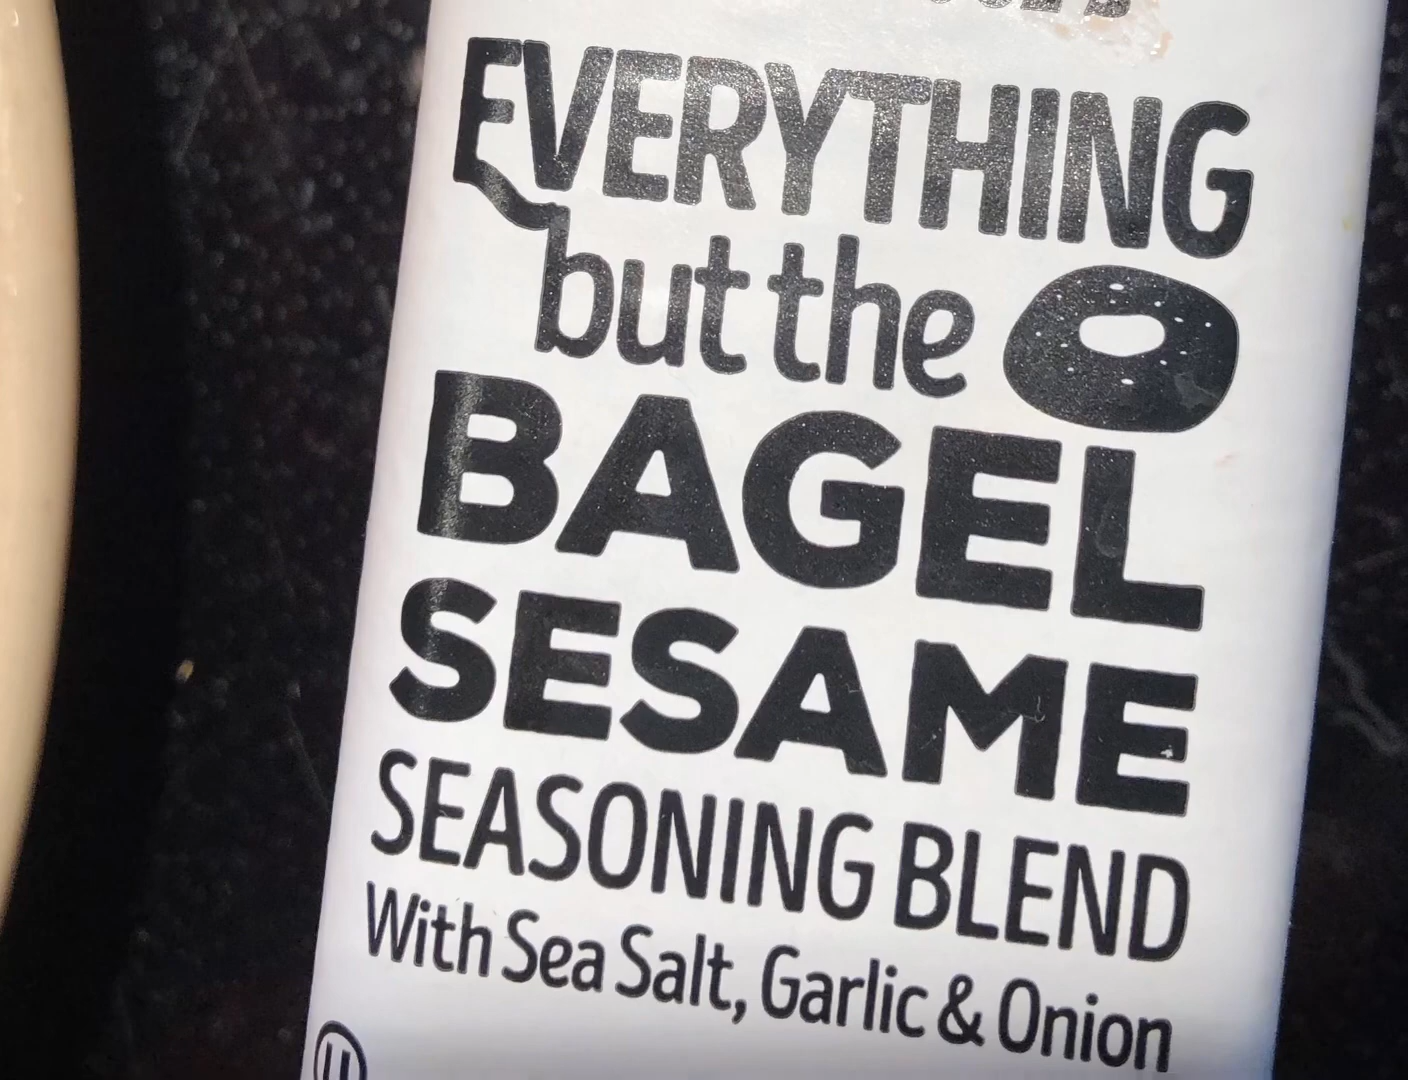 EVERYTHING
but the
BAGEL
SESAME
SEASONING BLEND
With Sea Salt, Garlic & Onion
U